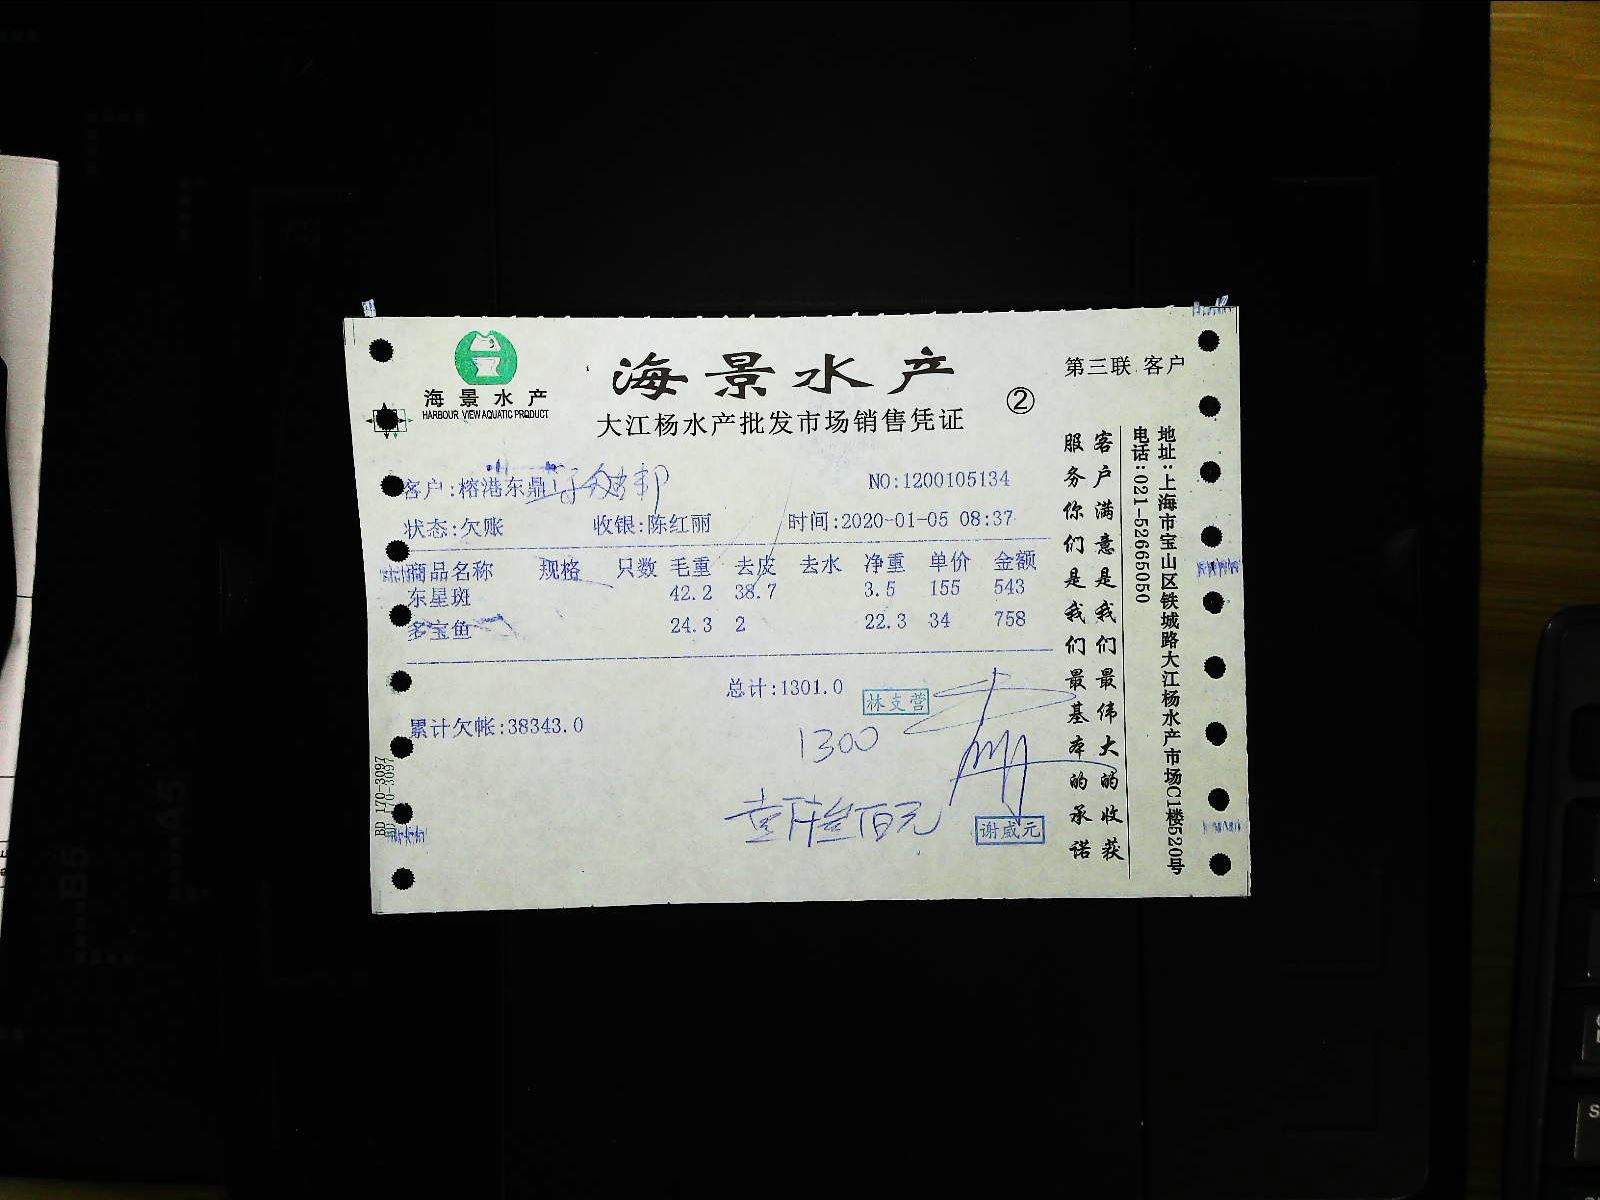 海景水产
HARBOUR VIEW AQUATIC PRODUCT
海景水产
大江杨水产批发市场销售凭证
②
第三联 客户
客户:榕港东鼎
NO:1200105134
状态:欠账 收银:陈红丽 时间:2020-01-05 08:37
商品名称 规格 只数 毛重 去皮 去水 净重 单价 金额
东星斑 42.2 38.7 3.5 155 543
多宝鱼 24.3 2 22.3 34 758
总计:1301.0
林支营
累计欠帐:38343.0
1300
壹仟叁佰元
谢威元
客户满意是我们最伟大的收获
服务你们是我们最基本的承诺
地址:上海市宝山区铁城路大江杨水产市场C1楼520号
电话:021-52665050
BD 170-3097
B5
A5